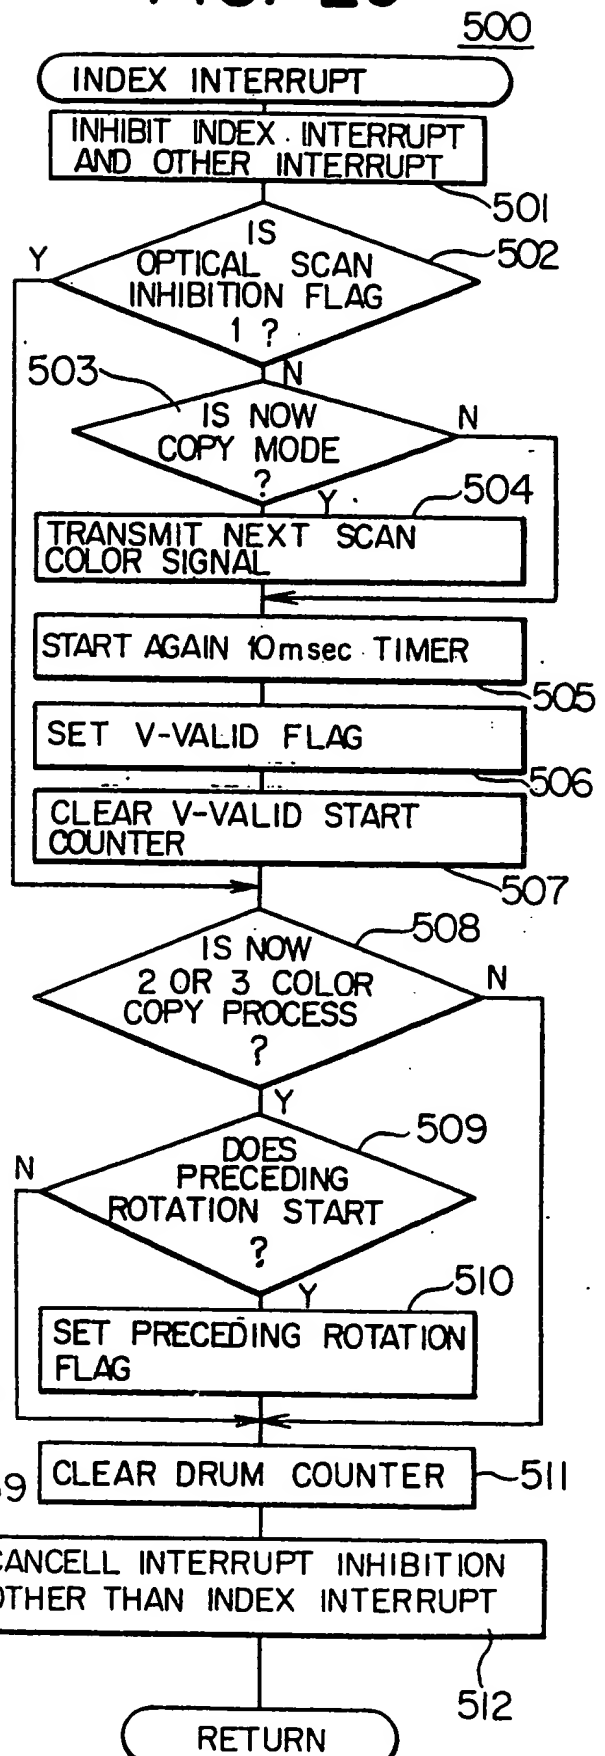 500
INDEX INTERRUPT
INHIBIT INDEX INTERRUPT
AND OTHER INTERRUPT
501
IS
OPTICAL SCAN
INHIBITION FLAG
1 ?
502
Y
N
503
IS NOW
COPY MODE
?
N
Y
504
TRANSMIT NEXT SCAN
COLOR SIGNAL
START AGAIN 10msec TIMER
505
SET V-VALID FLAG
506
CLEAR V-VALID START
COUNTER
507
508
IS NOW
2 OR 3 COLOR
COPY PROCESS
?
N
Y
509
DOES
PRECEDING
ROTATION START
?
N
Y
510
SET PRECEDING ROTATION
FLAG
CLEAR DRUM COUNTER
511
CANCELL INTERRUPT INHIBITION
OTHER THAN INDEX INTERRUPT
512
RETURN